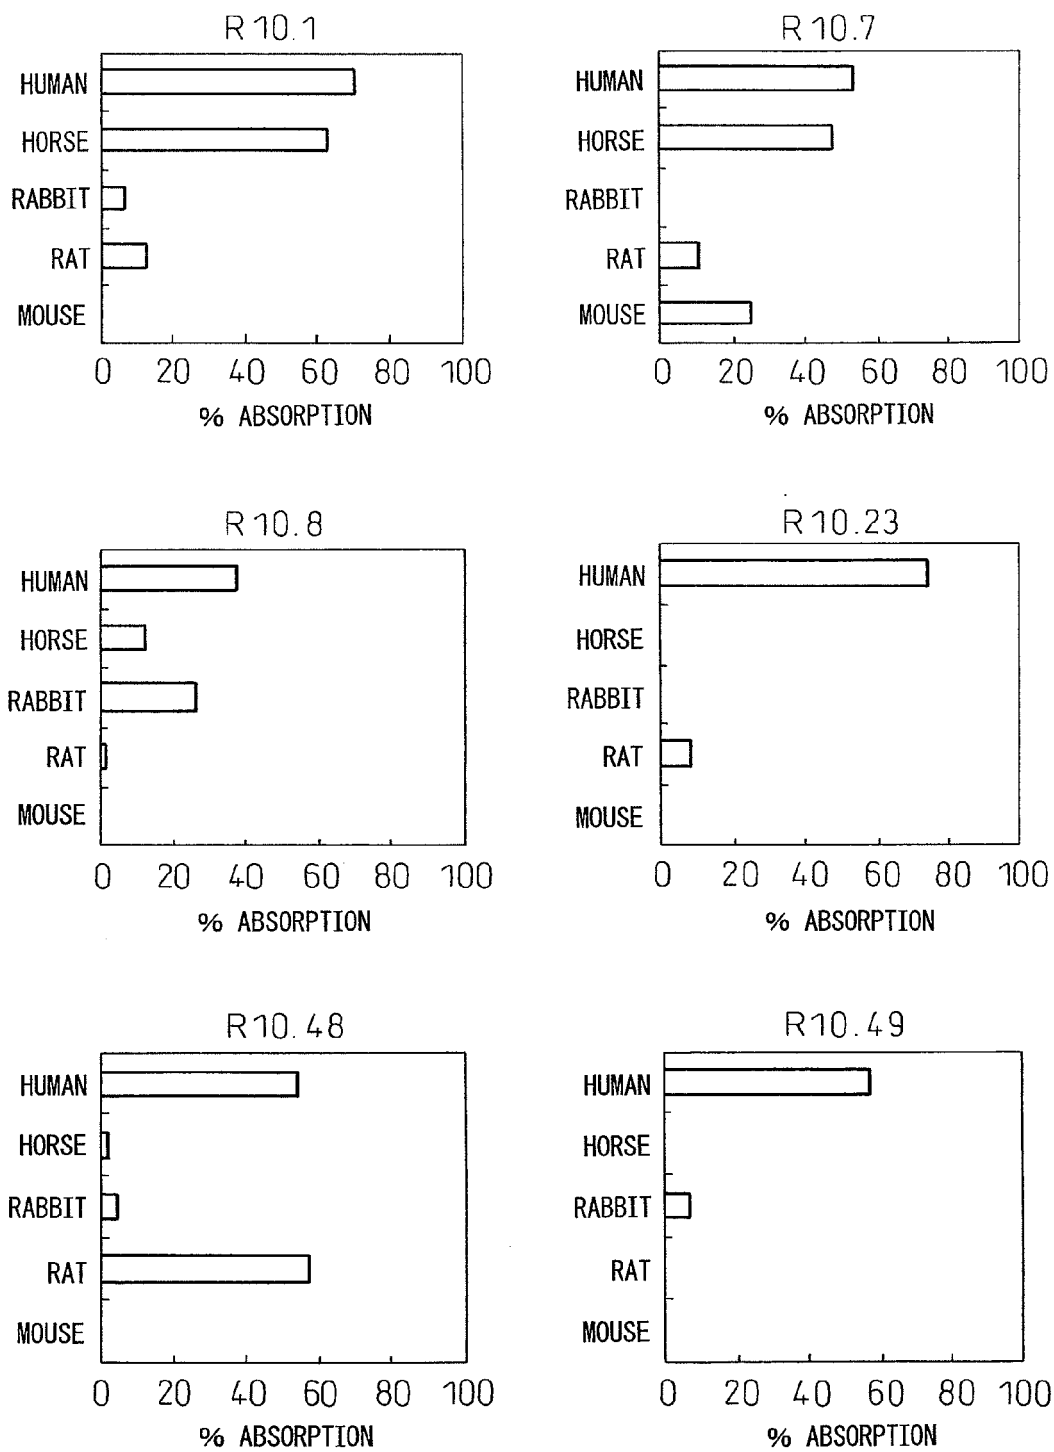 R 10.1
HUMAN
HORSE
RABBIT
RAT
MOUSE
0 20 40 60 80 100
% ABSORPTION
R 10.7
HUMAN
HORSE
RABBIT
RAT
MOUSE
0 20 40 60 80 100
% ABSORPTION
R 10.8
HUMAN
HORSE
RABBIT
RAT
MOUSE
0 20 40 60 80 100
% ABSORPTION
R 10.23
HUMAN
HORSE
RABBIT
RAT
MOUSE
0 20 40 60 80 100
% ABSORPTION
R10.48
HUMAN
HORSE
RABBIT
RAT
MOUSE
0 20 40 60 80 100
% ABSORPTION
R10.49
HUMAN
HORSE
RABBIT
RAT
MOUSE
0 20 40 60 80 100
% ABSORPTION